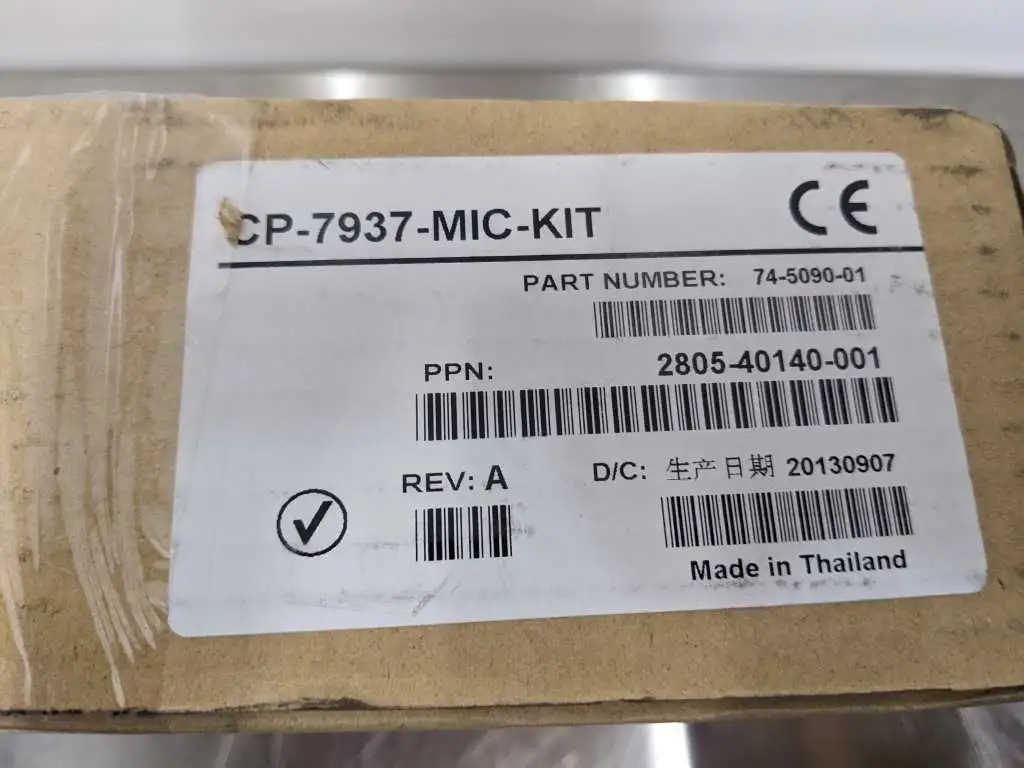 CP-7937-MIC-KIT
CE
PART NUMBER: 74-5090-01
PPN: 2805-40140-001
REV: A
D/C: 生产日期 20130907
Made in Thailand